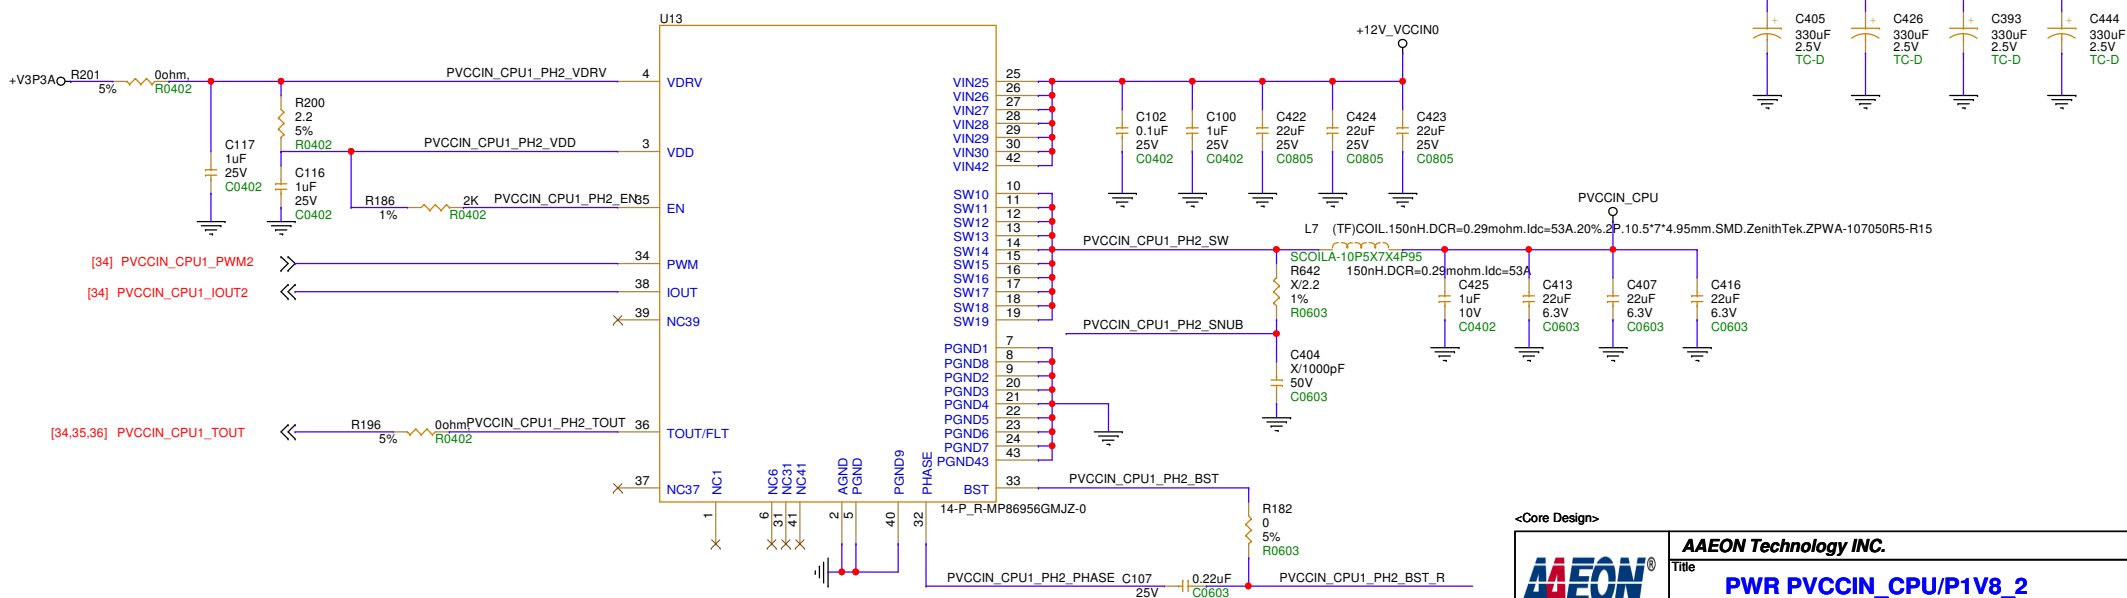 U13
+V3P3A
R201
5%
0ohm,
R0402
PVCCIN_CPU1_PH2_VDRV
4
VDRV
R200
2.2
5%
R0402
C117
1uF
25V
C0402
PVCCIN_CPU1_PH2_VDD
3
VDD
C116
1uF
25V
C0402
R186
1%
2K
R0402
PVCCIN_CPU1_PH2_EN
35
EN
[34] PVCCIN_CPU1_PWM2
34
PWM
[34] PVCCIN_CPU1_IOUT2
38
IOUT
39
NC39
[34,35,36] PVCCIN_CPU1_TOUT
R196
5%
0ohm,
R0402
PVCCIN_CPU1_PH2_TOUT
36
TOUT/FLT
37
NC37
NC1
NC6
NC31
NC41
AGND
PGND
PGND9
PHASE
1
6
31
41
2
5
40
32
VIN25 25
VIN26 26
VIN27 27
VIN28 28
VIN29 29
VIN30 30
VIN42 42
SW10 10
SW11 11
SW12 12
SW13 13
SW14 14
SW15 15
SW16 16
SW17 17
SW18 18
SW19 19
PGND1 7
PGND8 8
PGND2 9
PGND3 20
PGND4 21
PGND5 22
PGND6 23
PGND7 24
PGND43 43
BST 33
14-P_R-MP86956GMJZ-0
+12V_VCCIN0
C102
0.1uF
25V
C0402
C100
1uF
25V
C0402
C422
22uF
25V
C0805
C424
22uF
25V
C0805
C423
22uF
25V
C0805
PVCCIN_CPU1_PH2_SW
PVCCIN_CPU
L7 (TF)COIL.150nH.DCR=0.29mohm.Idc=53A.20%.2P.10.5*7*4.95mm.SMD.ZenithTek.ZPWA-107050R5-R15
SCOILA-10P5X7X4P95
150nH.DCR=0.29mohm.Idc=53A
R642
X/2.2
1%
R0603
PVCCIN_CPU1_PH2_SNUB
C404
X/1000pF
50V
C0603
C425
1uF
10V
C0402
C413
22uF
6.3V
C0603
C407
22uF
6.3V
C0603
C416
22uF
6.3V
C0603
PVCCIN_CPU1_PH2_BST
R182
0
5%
R0603
PVCCIN_CPU1_PH2_PHASE
C107
25V
0.22uF
C0603
PVCCIN_CPU1_PH2_BST_R
C405
330uF
2.5V
TC-D
C426
330uF
2.5V
TC-D
C393
330uF
2.5V
TC-D
C444
330uF
2.5V
TC-D
<Core Design>
AAEON®
AAEON Technology INC.
Title
PWR PVCCIN_CPU/P1V8_2